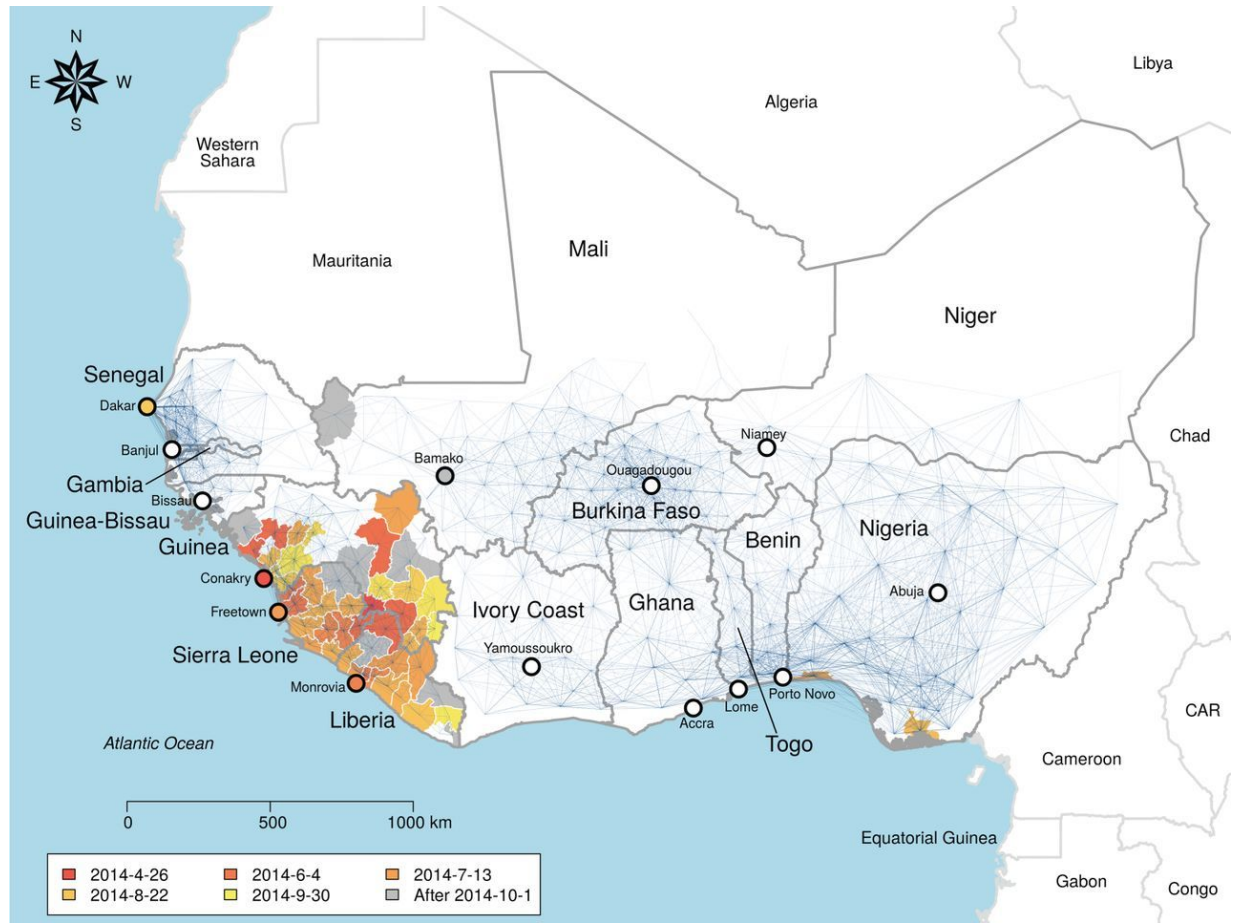 N
E W
S
Libya
Algeria
Western
Sahara
Mali
Mauritania
Niger
Senegal
Dakar
Chad
Niamey
Banjul
Bamako
Ouagadougou
Gambia
Bissau
Burkina Faso
Guinea-Bissau
Nigeria
Benin
Guinea
Conakry
Abuja
Ivory Coast
Ghana
Freetown
Yamoussoukro
Sierra Leone
Monrovia
Porto Novo
Lome
Accra
Liberia
CAR
Atlantic Ocean
Togo
Cameroon
0 500 1000 km
Equatorial Guinea
2014-4-26 2014-6-4 2014-7-13
2014-8-22 2014-9-30 After 2014-10-1
Gabon
Congo